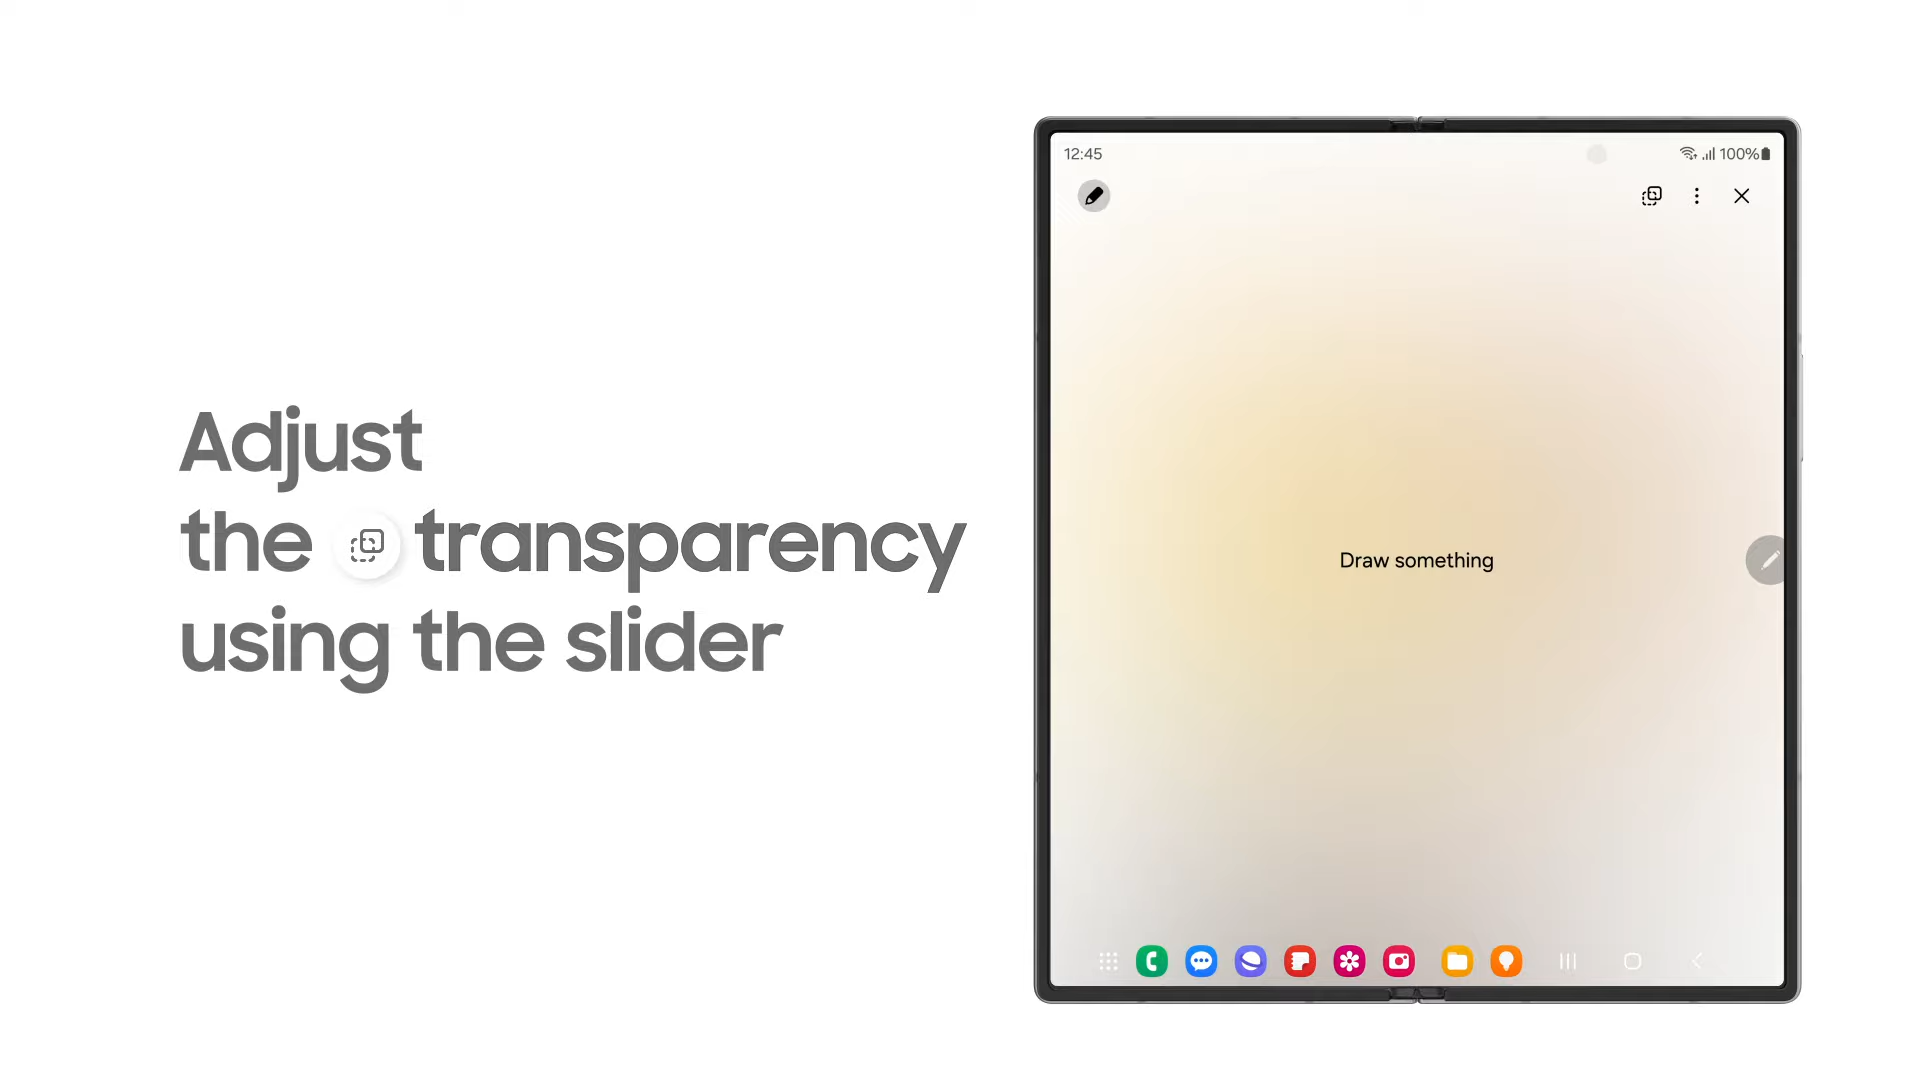 Adjust
the transparency
using the slider
12:45
100%
Draw something